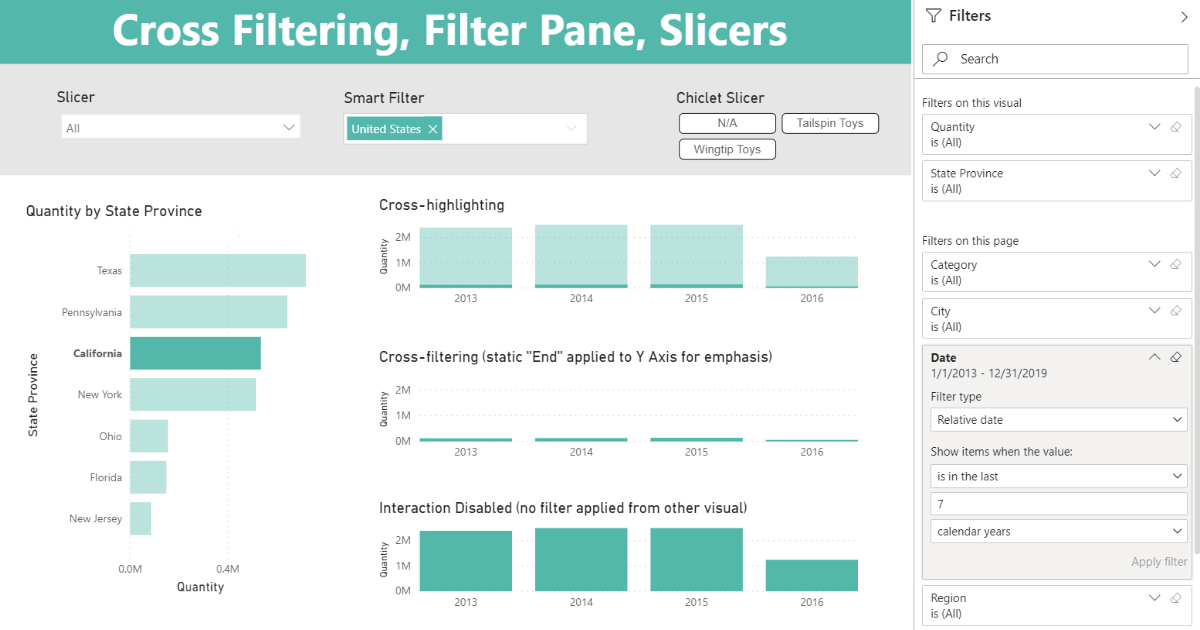 Cross Filtering, Filter Pane, Slicers
Slicer
All
Smart Filter
United States ×
Chiclet Slicer
N/A
Tailspin Toys
Wingtip Toys
Quantity by State Province
State Province
Texas
Pennsylvania
California
New York
Ohio
Florida
New Jersey
0.0M 0.4M
Quantity
Cross-highlighting
Quantity
2M
1M
0M
2013 2014 2015 2016
Cross-filtering (static "End" applied to Y Axis for emphasis)
Quantity
2M
1M
0M
2013 2014 2015 2016
Interaction Disabled (no filter applied from other visual)
Quantity
2M
1M
0M
2013 2014 2015 2016
Filters
Search
Filters on this visual
Quantity
is (All)
State Province
is (All)
Filters on this page
Category
is (All)
City
is (All)
Date
1/1/2013 - 12/31/2019
Filter type
Relative date
Show items when the value:
is in the last
7
calendar years
Apply filter
Region
is (All)